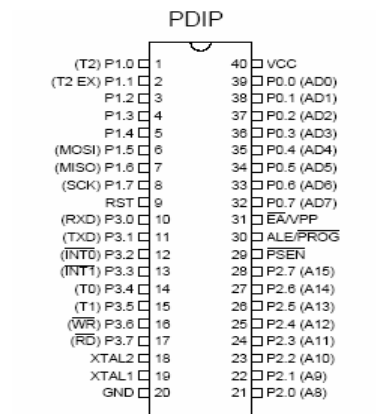 PDIP
(T2) P1.0 1 40 VCC
(T2 EX) P1.1 2 39 P0.0 (AD0)
P1.2 3 38 P0.1 (AD1)
P1.3 4 37 P0.2 (AD2)
P1.4 5 36 P0.3 (AD3)
(MOSI) P1.5 6 35 P0.4 (AD4)
(MISO) P1.6 7 34 P0.5 (AD5)
(SCK) P1.7 8 33 P0.6 (AD6)
RST 9 32 P0.7 (AD7)
(RXD) P3.0 10 31 E̅A̅/VPP
(TXD) P3.1 11 30 ALE/P̅R̅O̅G̅
(I̅N̅T̅0̅) P3.2 12 29 P̅S̅E̅N̅
(I̅N̅T̅1̅) P3.3 13 28 P2.7 (A15)
(T0) P3.4 14 27 P2.6 (A14)
(T1) P3.5 15 26 P2.5 (A13)
(W̅R̅) P3.6 16 25 P2.4 (A12)
(R̅D̅) P3.7 17 24 P2.3 (A11)
XTAL2 18 23 P2.2 (A10)
XTAL1 19 22 P2.1 (A9)
GND 20 21 P2.0 (A8)